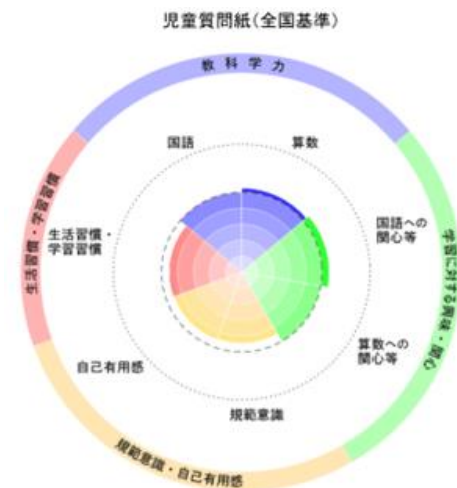 児童質問紙(全国基準)
教科学力
国語
算数
生活習慣・学習習慣
生活習慣・
学習習慣
国語への
関心等
学習に対する興味・関心
算数への
関心等
自己有用感
規範意識
規範意識・自己有用感